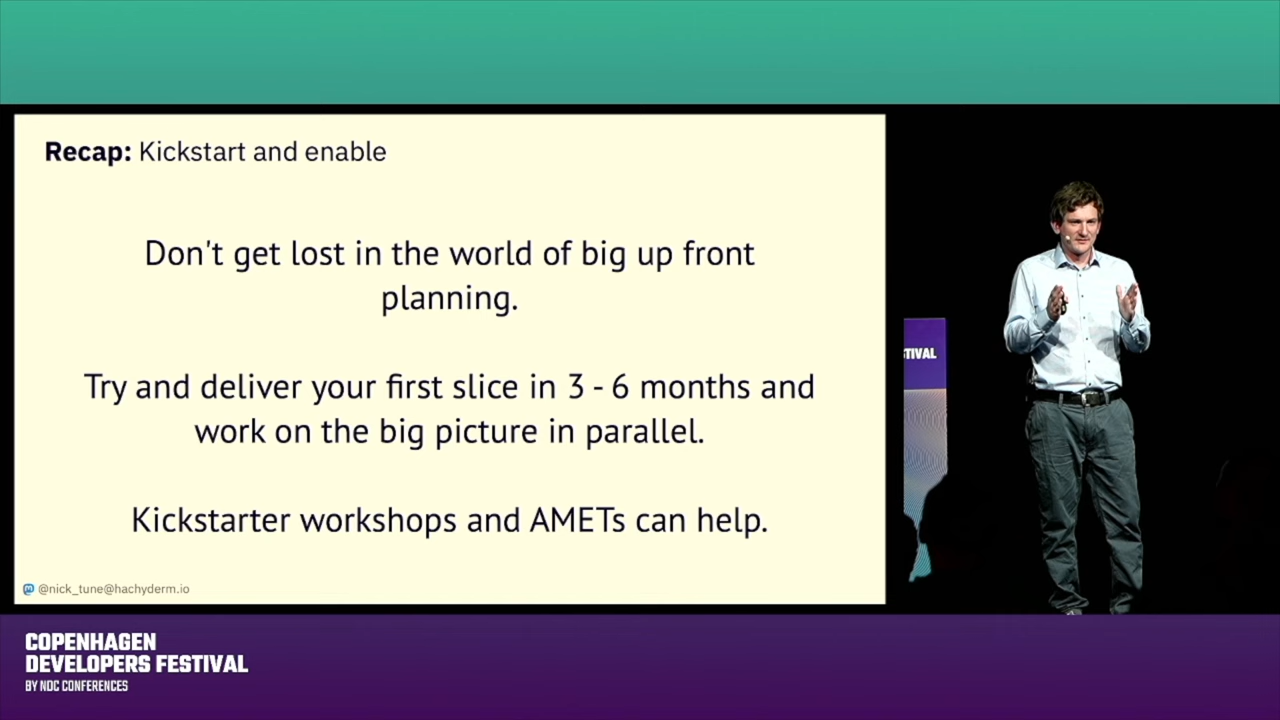 Recap: Kickstart and enable
Don't get lost in the world of big up front
planning.
Try and deliver your first slice in 3 - 6 months and
work on the big picture in parallel.
Kickstarter workshops and AMETs can help.
@nick_tune@hachyderm.io
STIVAL
COPENHAGEN
DEVELOPERS FESTIVAL
BY NDC CONFERENCES